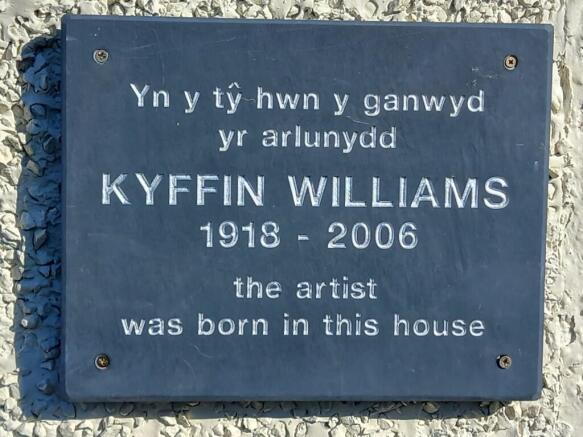 Yn y tŷ hwn y ganwyd
yr arlunydd
KYFFIN WILLIAMS
1918 - 2006
the artist
was born in this house